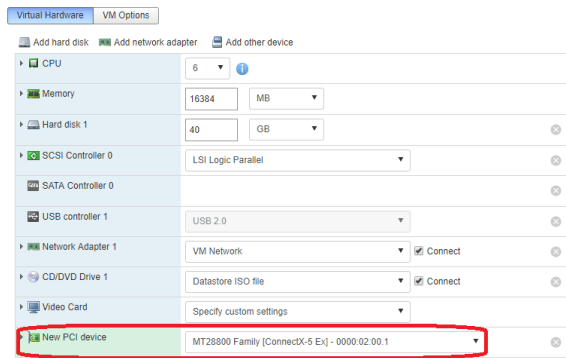 Virtual Hardware VM Options
Add hard disk Add network adapter Add other device
CPU 6
Memory 16384 MB
Hard disk 1 40 GB
SCSI Controller 0 LSI Logic Parallel
SATA Controller 0
USB controller 1 USB 2.0
Network Adapter 1 VM Network Connect
CD/DVD Drive 1 Datastore ISO file Connect
Video Card Specify custom settings
New PCI device MT28800 Family [ConnectX-5 Ex] - 0000:02:00.1